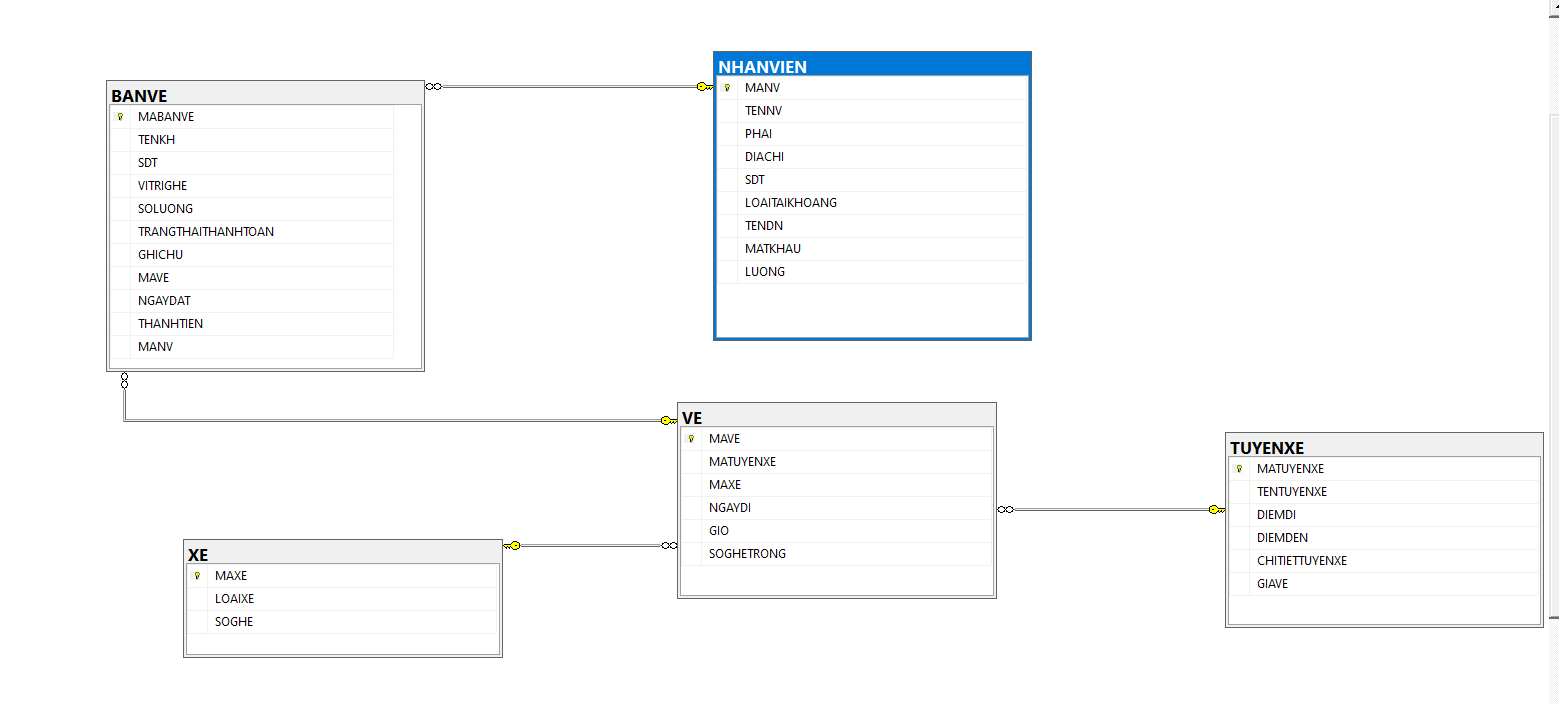 BANVE
MABANVE
TENKH
SDT
VITRIGHE
SOLUONG
TRANGTHAITHANHTOAN
GHICHU
MAVE
NGAYDAT
THANHTIEN
MANV
NHANVIEN
MANV
TENNV
PHAI
DIACHI
SDT
LOAITAIKHOANG
TENDN
MATKHAU
LUONG
VE
MAVE
MATUYENXE
MAXE
NGAYDI
GIO
SOGHETRONG
XE
MAXE
LOAIXE
SOGHE
TUYENXE
MATUYENXE
TENTUYENXE
DIEMDI
DIEMDEN
CHITIETTUYENXE
GIAVE